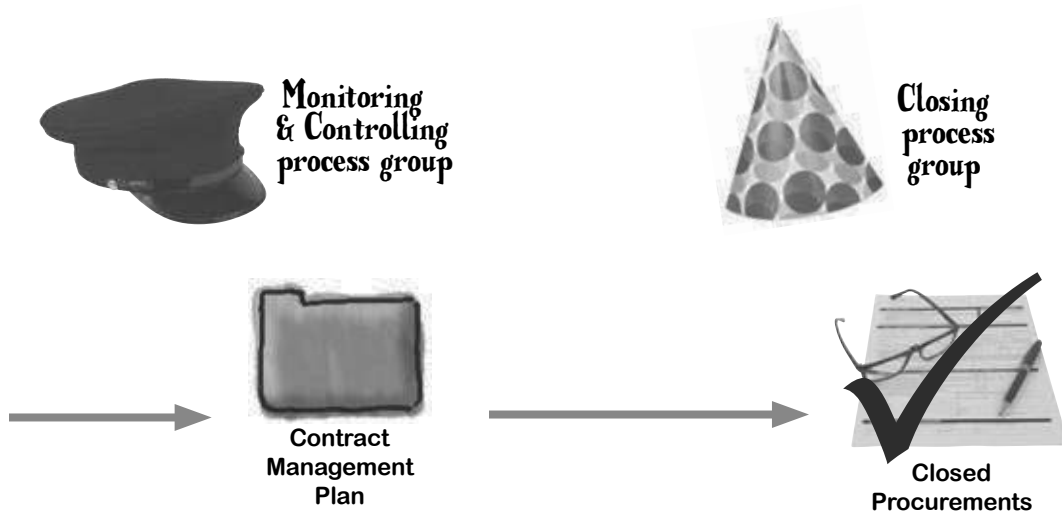 Monitoring
& Controlling
process group
Closing
process
group
Contract
Management
Plan
Closed
Procurements